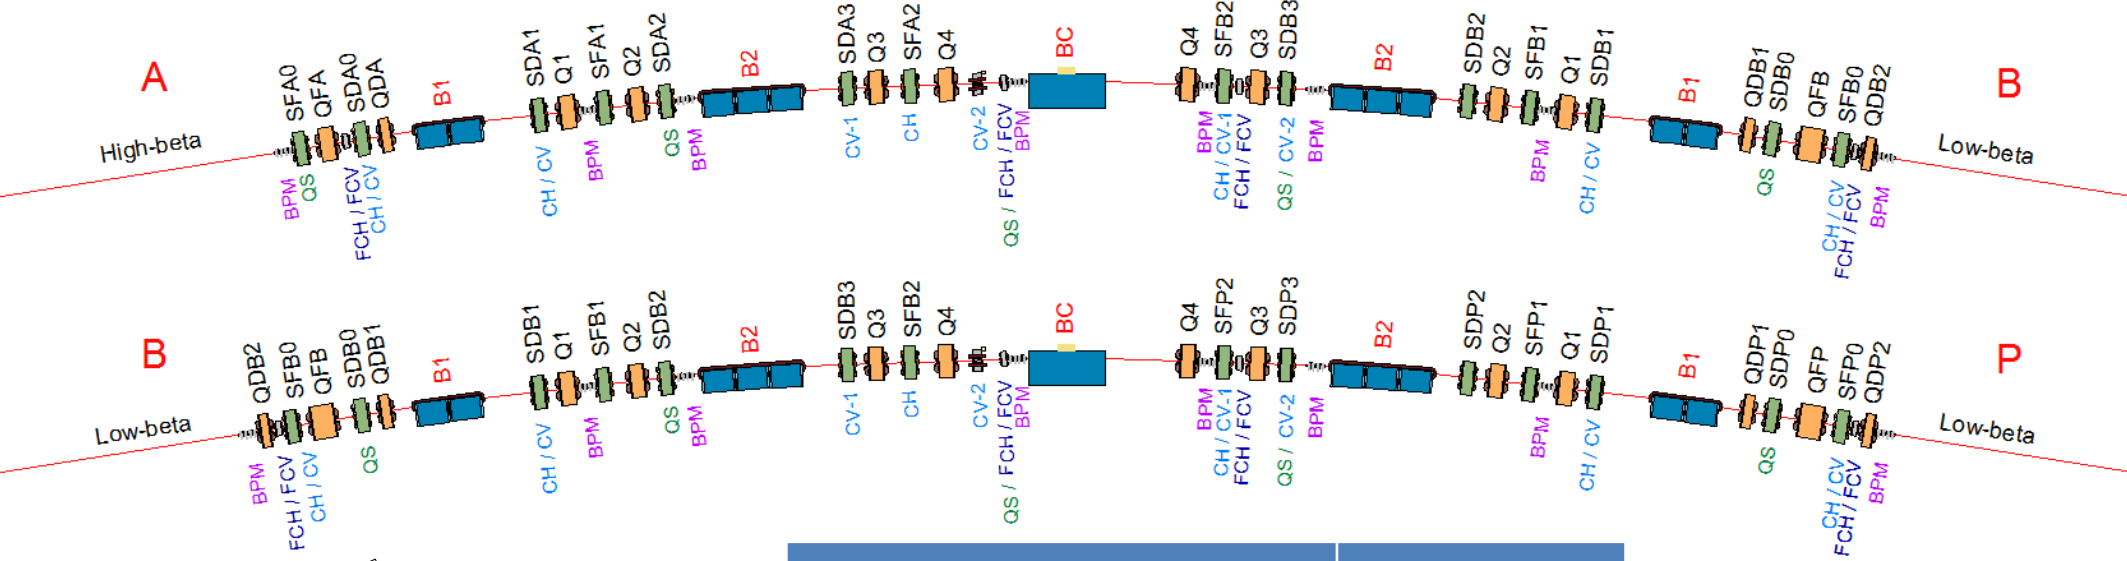 A
High-beta
SFA0 QFA SDA0 QDA B1 SDA1 Q1 SFA1 Q2 SDA2 B2 SDA3 Q3 SFA2 Q4 BC Q4 SFB2 Q3 SDB3 B2 SDB2 Q2 SFB1 Q1 SDB1 B1 QDB1 SDB0 QFB SFB0 QDB2
B
Low-beta
BPM QS FCH / FCV CH / CV CH / CV BPM QS BPM CV-1 CH CV-2 QS / FCH / FCV BPM BPM CH / CV-1 FCH / FCV QS / CV-2 BPM BPM CH / CV QS CH / CV FCH / FCV BPM
B
Low-beta
QDB2 SFB0 QFB SDB0 QDB1 B1 SDB1 Q1 SFB1 Q2 SDB2 B2 SDB3 Q3 SFB2 Q4 BC Q4 SFP2 Q3 SDP3 B2 SDP2 Q2 SFP1 Q1 SDP1 B1 QDP1 SDP0 QFP SFP0 QDP2
P
Low-beta
BPM FCH / FCV CH / CV QS CH / CV BPM QS BPM CV-1 CH CV-2 QS / FCH / FCV BPM BPM CH / CV-1 FCH / FCV QS / CV-2 BPM BPM CH / CV QS CH / CV FCH / FCV BPM